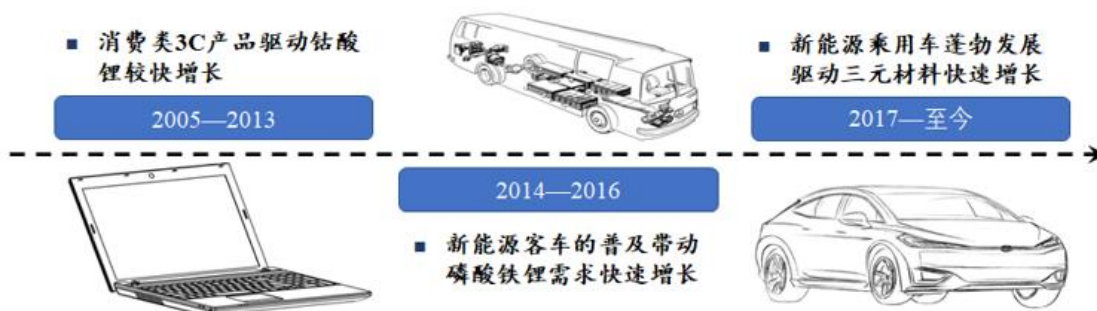 ■ 消费类3C产品驱动钴酸
锂较快增长
2005—2013
2014—2016
■ 新能源客车的普及带动
磷酸铁锂需求快速增长
■ 新能源乘用车蓬勃发展
驱动三元材料快速增长
2017—至今